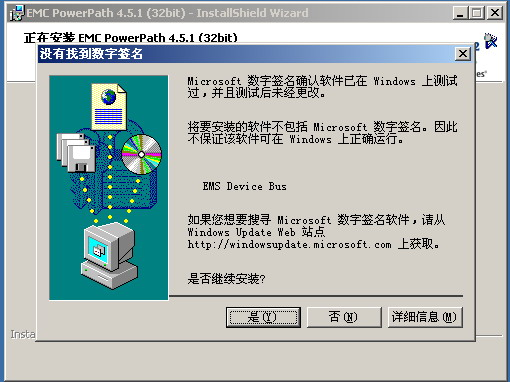 EMC PowerPath 4.5.1 (32bit) - InstallShield Wizard
正在安装 EMC PowerPath 4.5.1 (32bit)
没有找到数字签名
Microsoft 数字签名确认软件已在 Windows 上测试
过，并且测试后未经更改。
将要安装的软件不包括 Microsoft 数字签名。因此
不保证该软件可在 Windows 上正确运行。
EMS Device Bus
如果您想要搜寻 Microsoft 数字签名软件，请从
Windows Update Web 站点
http://windowsupdate.microsoft.com 上获取。
是否继续安装?
是(Y)
否(N)
详细信息(M)
Insta